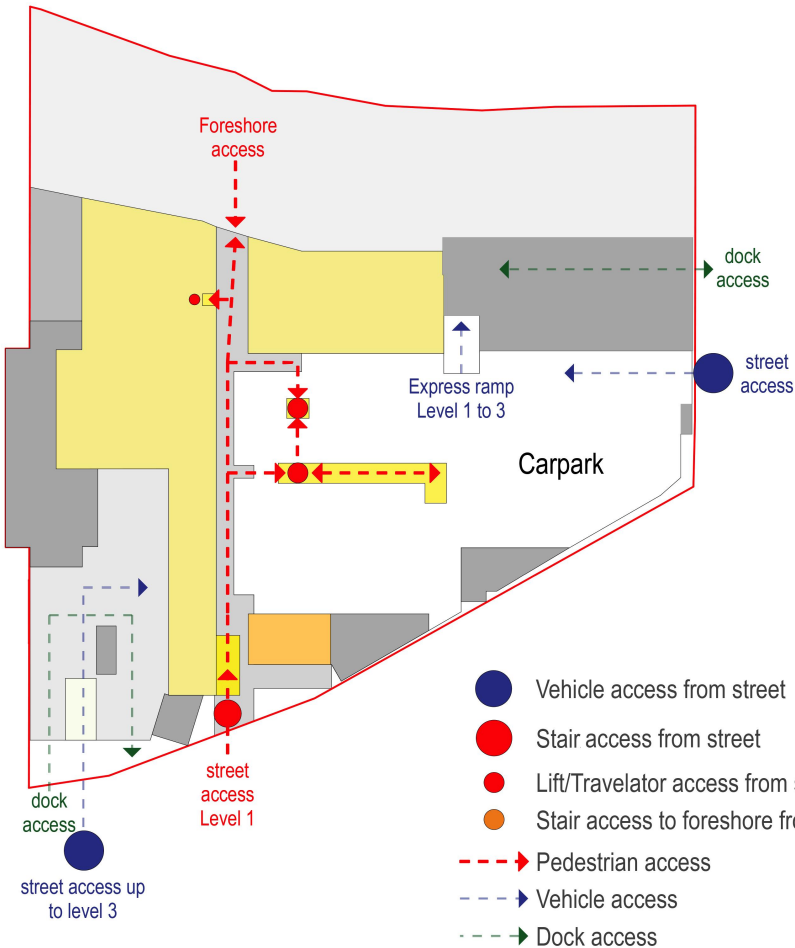 Foreshore
access
dock
access
street
access
Express ramp
Level 1 to 3
Carpark
street
access
Level 1
dock
access
street access up
to level 3
Vehicle access from street
Stair access from street
Lift/Travelator access from
Stair access to foreshore
Pedestrian access
Vehicle access
Dock access